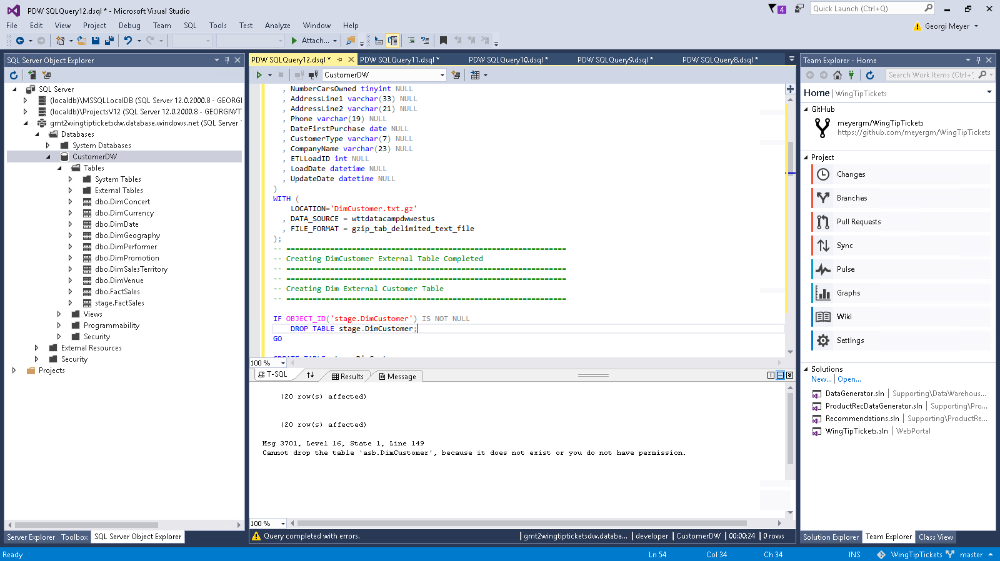 PDW SQLQuery12.dsql * - Microsoft Visual Studio
4
Quick Launch (Ctrl+Q)
File Edit View Project Debug Team SQL Tools Test Analyze Window Help
Georgi Meyer
Attach...
SQL Server Object Explorer
SQL Server
(localdb)\MSSQLLocalDB (SQL Server 12.0.2000.8 - GEORGI
(localdb)\ProjectsV12 (SQL Server 12.0.2000.8 - GEORGIWT
gmt2wingtipticketsdw.database.windows.net (SQL Server
Databases
System Databases
CustomerDW
Tables
System Tables
External Tables
dbo.DimConcert
dbo.DimCurrency
dbo.DimDate
dbo.DimGeography
dbo.DimPerformer
dbo.DimPromotion
dbo.DimSalesTerritory
dbo.DimVenue
dbo.FactSales
stage.FactSales
Views
Programmability
Security
External Resources
Security
Projects
Server Explorer Toolbox SQL Server Object Explorer
PDW SQLQuery12.dsql * PDW SQLQuery11.dsql * PDW SQLQuery10.dsql * PDW SQLQuery9.dsql * PDW SQLQuery8.dsql *
CustomerDW
, NumberCarsOwned tinyint NULL
, AddressLine1 varchar(33) NULL
, AddressLine2 varchar(21) NULL
, Phone varchar(19) NULL
, DateFirstPurchase date NULL
, CustomerType varchar(7) NULL
, CompanyName varchar(23) NULL
, ETLLoadID int NULL
, LoadDate datetime NULL
, UpdateDate datetime NULL
)
WITH (
LOCATION='DimCustomer.txt.gz'
, DATA_SOURCE = wttdatacampdwwestus
, FILE_FORMAT = gzip_tab_delimited_text_file
);
-- ================================================================
-- Creating DimCustomer External Table Completed
-- ================================================================
-- ================================================================
-- Creating Dim External Customer Table
-- ================================================================
IF OBJECT_ID('stage.DimCustomer') IS NOT NULL
DROP TABLE stage.DimCustomer;
GO
100 %
T-SQL Results Message
(20 row(s) affected)
(20 row(s) affected)
Msg 3701, Level 16, State 1, Line 149
Cannot drop the table 'asb.DimCustomer', because it does not exist or you do not have permission.
100 %
Query completed with errors. gmt2wingtipticketsdw.databa... developer CustomerDW 00:00:24 0 rows
Team Explorer - Home
Search Work Items (Ctrl+'
Home WingTipTickets
GitHub
meyergm/WingTipTickets
https://github.com/meyergm/WingTipTickets
Project
Changes
Branches
Pull Requests
Sync
Pulse
Graphs
Wiki
Settings
Solutions
New... Open...
DataGenerator.sln Supporting\DataWarehous...
ProductRecDataGenerator.sln Supporting\Pro...
Recommendations.sln Supporting\ProductRe...
WingTipTickets.sln WebPortal
Solution Explorer Team Explorer Class View
Ready Ln 54 Col 34 Ch 34 INS WingTipTickets master